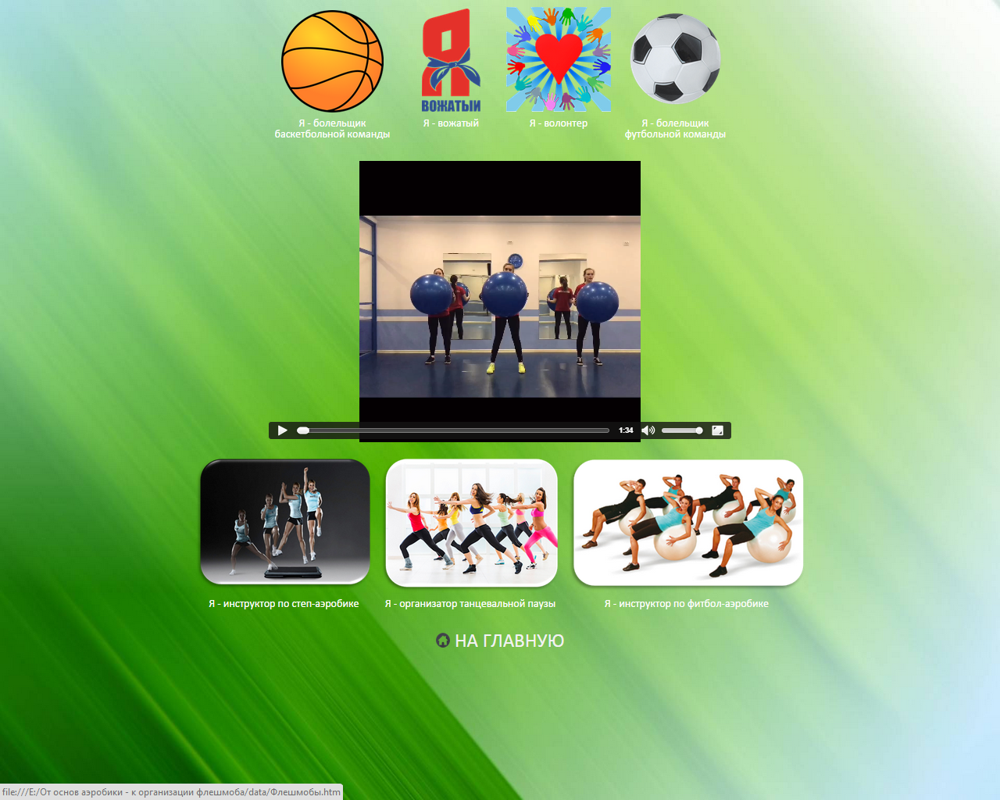 ВОЖАТЫЙ
Я - болельщик
баскетбольной команды
Я - вожатый
Я - волонтер
Я - болельщик
футбольной команды
1:34
Я - инструктор по степ-аэробике
Я - организатор танцевальной паузы
Я - инструктор по фитбол-аэробике
НА ГЛАВНУЮ
file:///E:/От основ аэробики - к организации флешмоба/data/Флешмобы.htm